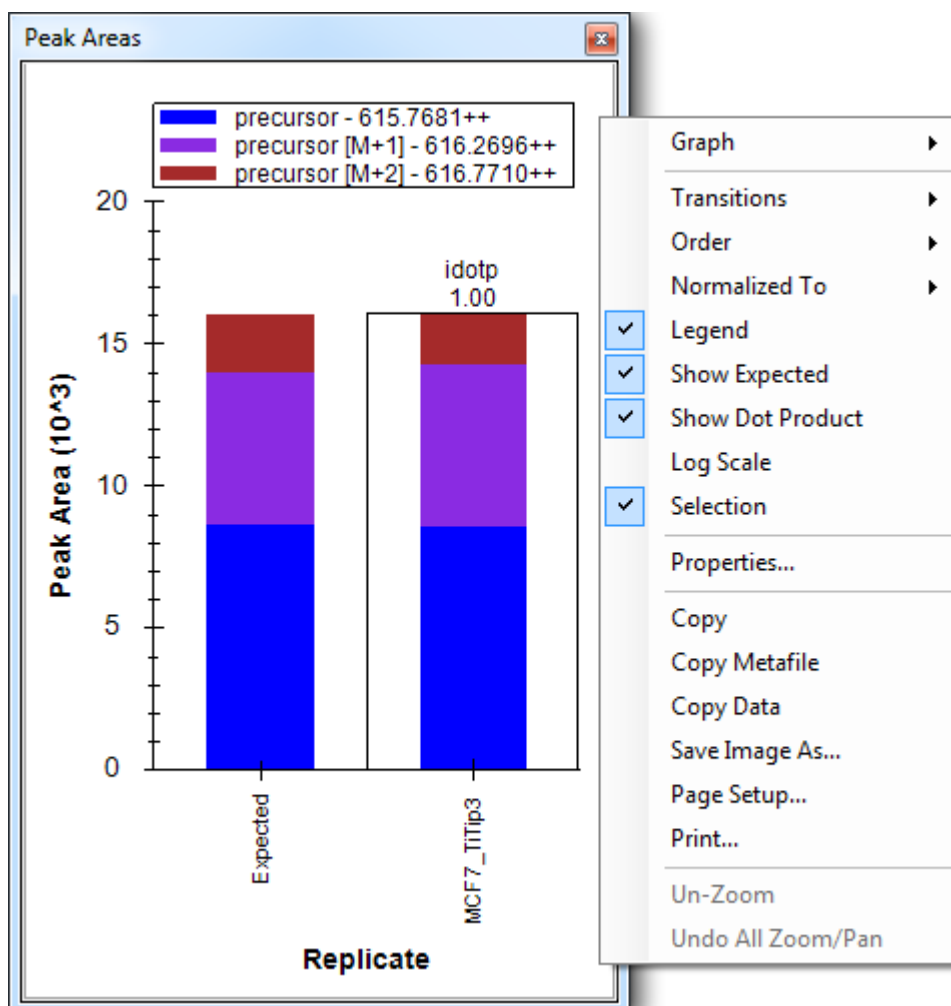 Peak Areas
precursor - 615.7681++
precursor [M+1] - 616.2696++
precursor [M+2] - 616.7710++
20
15
10
5
0
Peak Area (10^3)
idotp
1.00
Expected
MCF7_TiTip3
Replicate
Graph
Transitions
Order
Normalized To
Legend
Show Expected
Show Dot Product
Log Scale
Selection
Properties...
Copy
Copy Metafile
Copy Data
Save Image As...
Page Setup...
Print...
Un-Zoom
Undo All Zoom/Pan